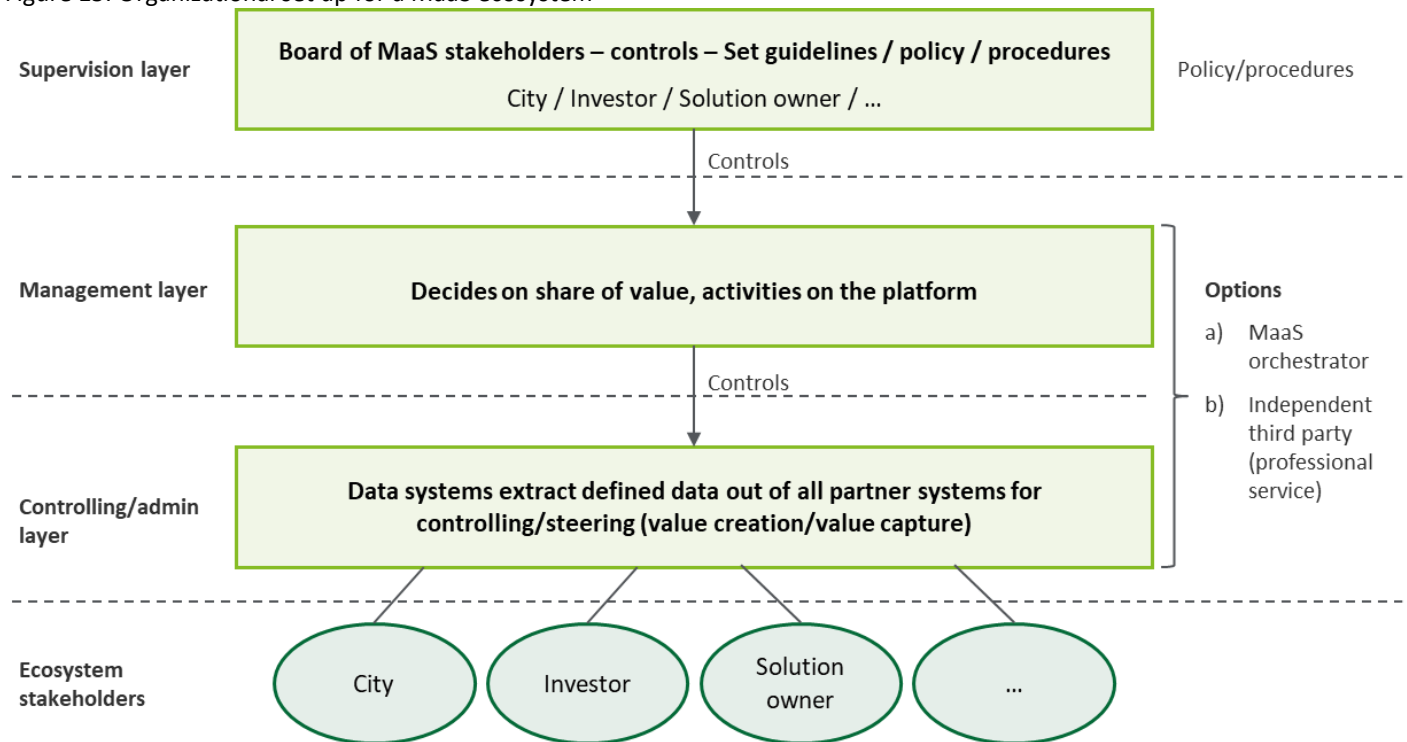 Supervision layer
Board of MaaS stakeholders – controls – Set guidelines / policy / procedures
City / Investor / Solution owner / ...
Policy/procedures
Controls
Management layer
Decides on share of value, activities on the platform
Options
a) MaaS
orchestrator
b) Independent
third party
(professional
service)
Controls
Controlling/admin
layer
Data systems extract defined data out of all partner systems for
controlling/steering (value creation/value capture)
Ecosystem
stakeholders
City
Investor
Solution
owner
...